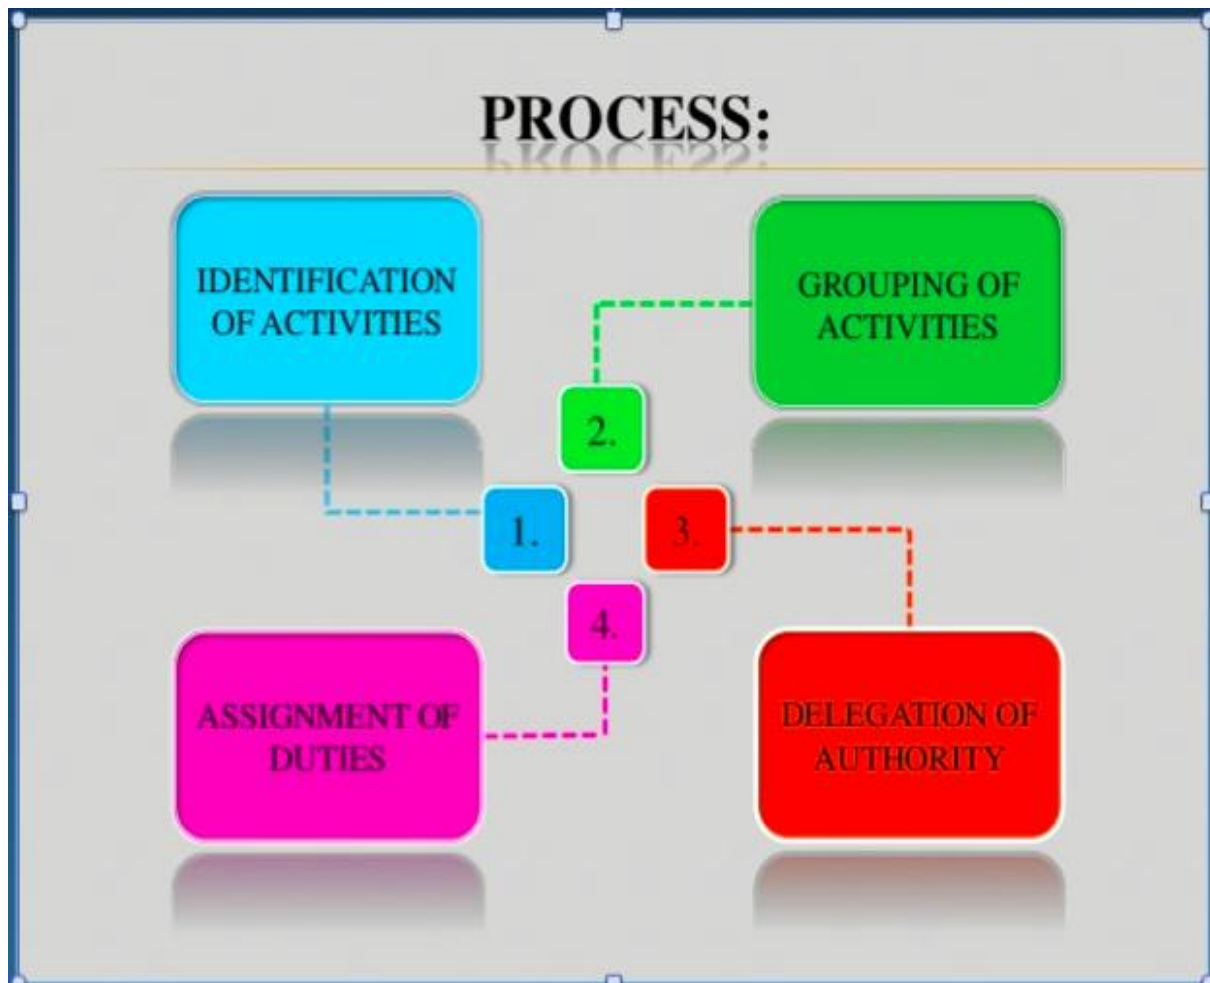 PROCESS:
IDENTIFICATION
OF ACTIVITIES
GROUPING OF
ACTIVITIES
2.
1.
3.
4.
ASSIGNMENT OF
DUTIES
DELEGATION OF
AUTHORITY